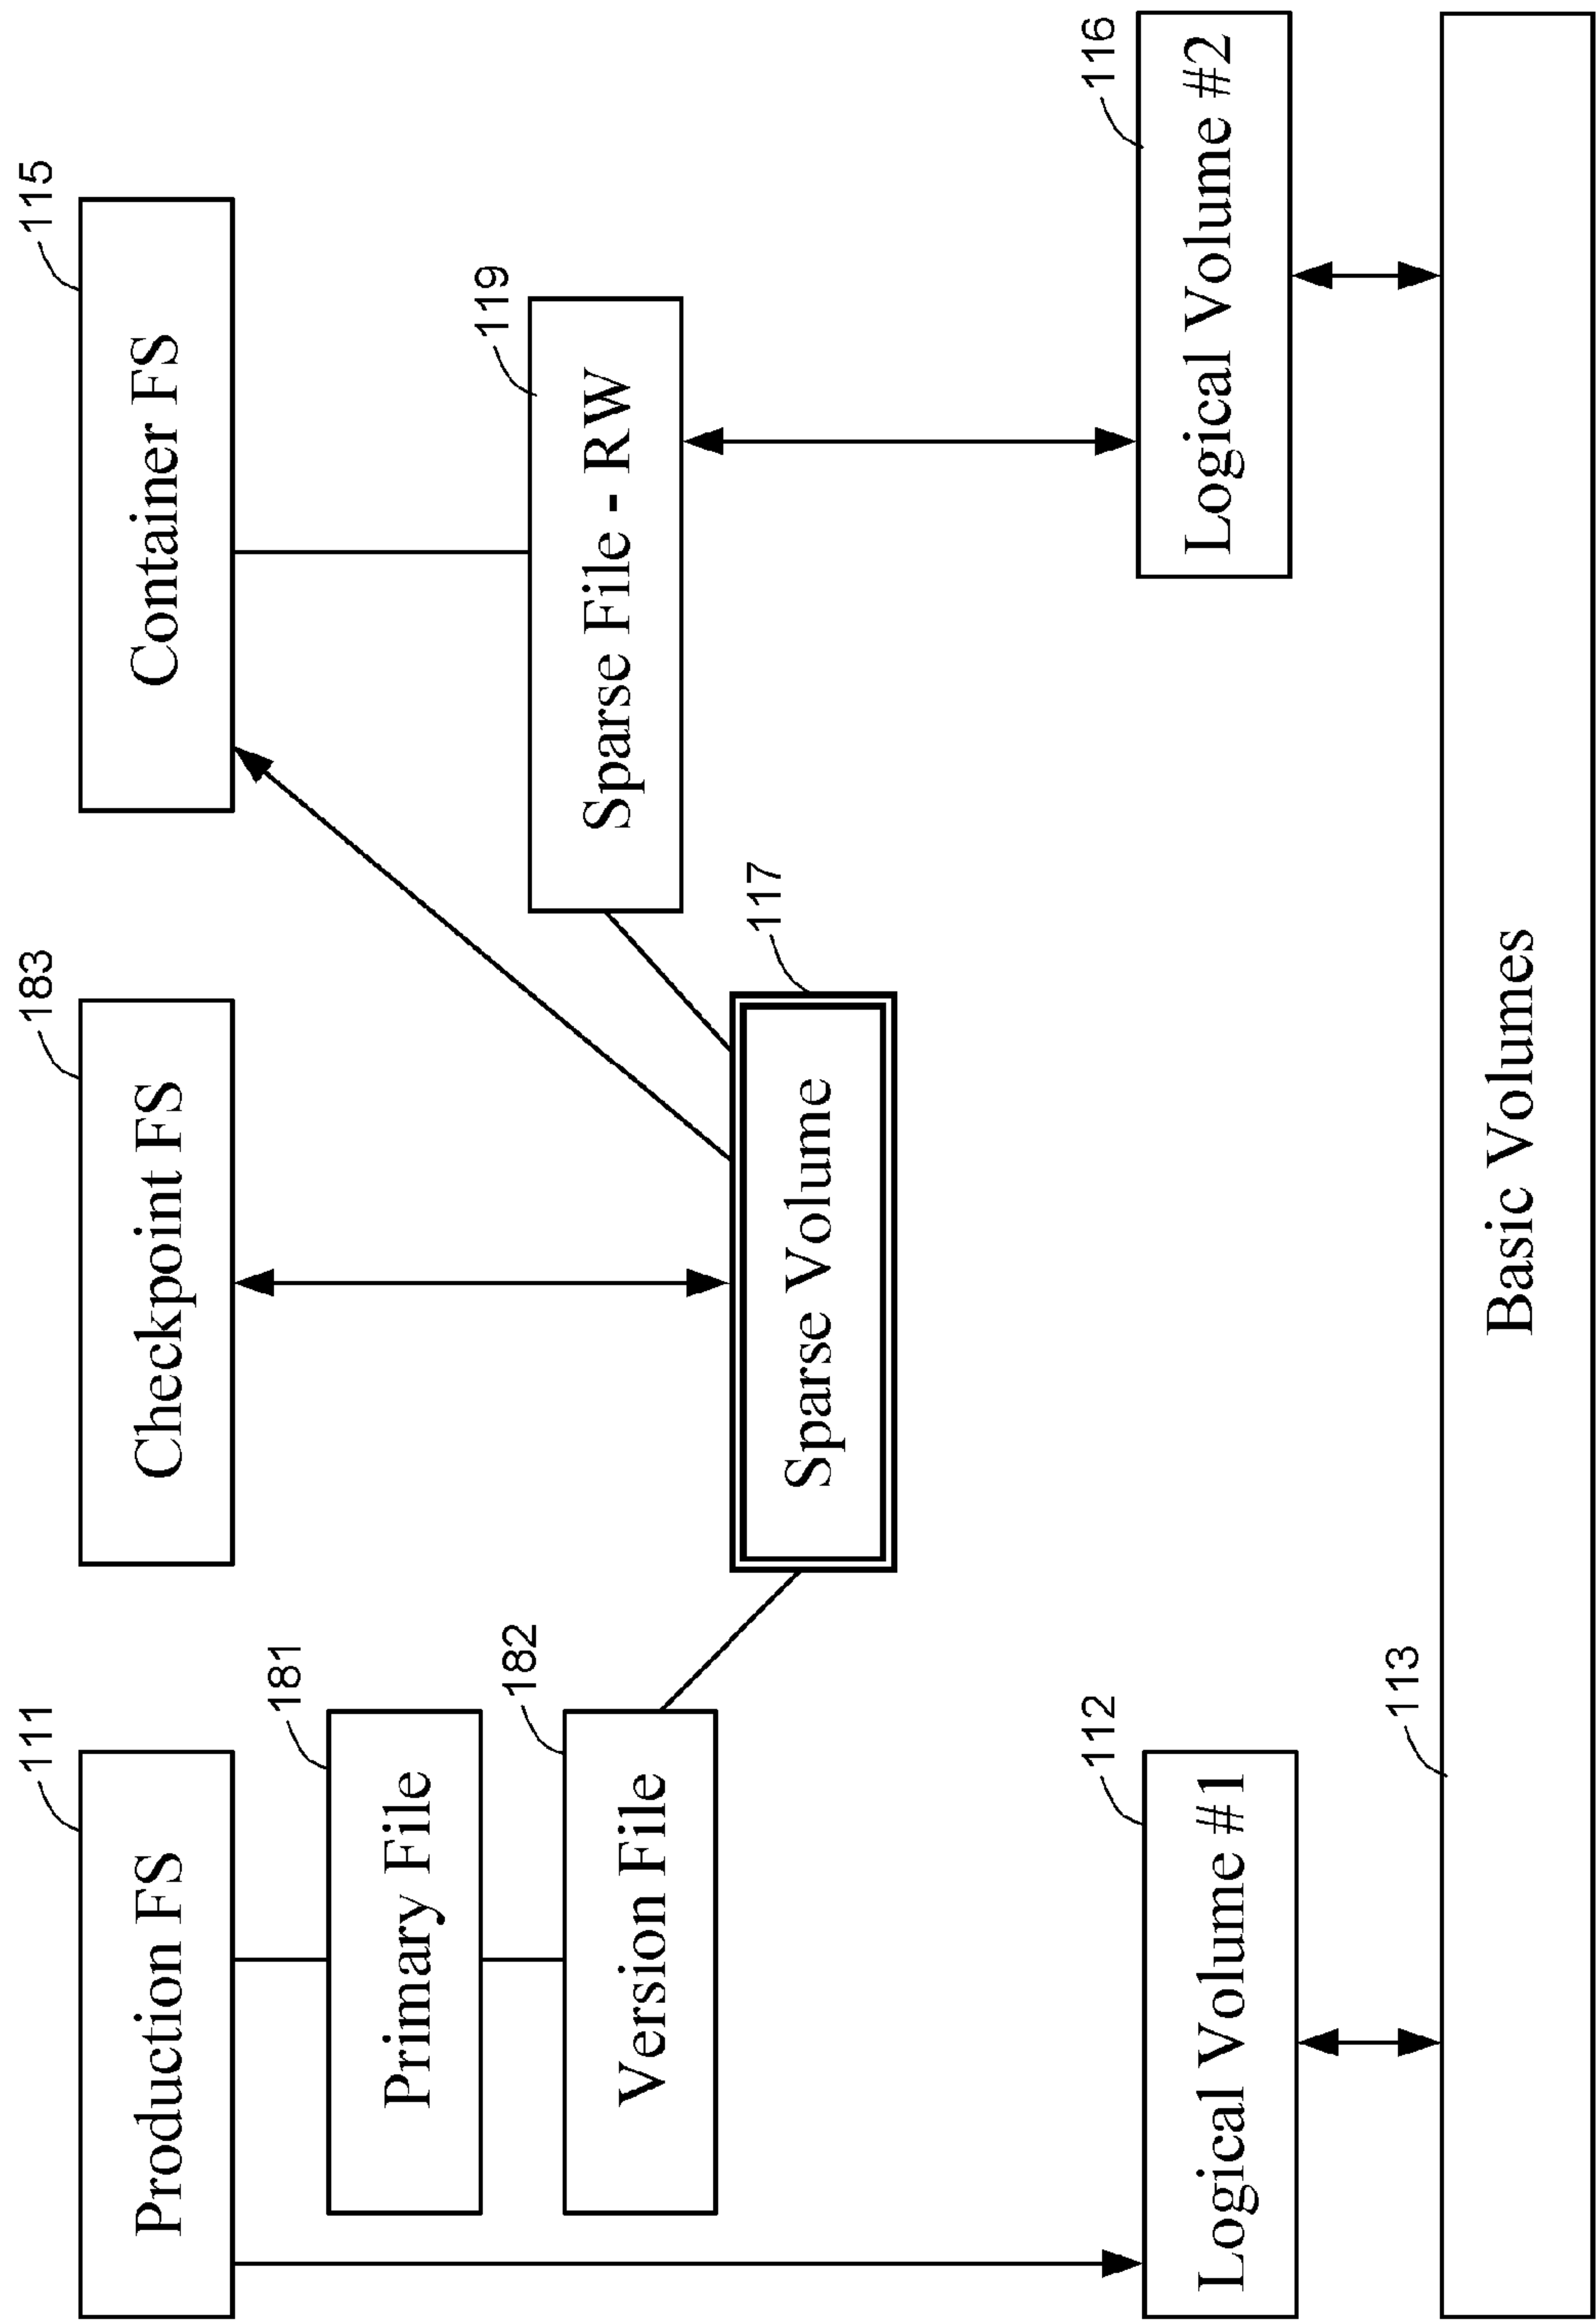 111
Production FS
183
Checkpoint FS
115
Container FS
181
Primary File
119
Sparse File - RW
182
Version File
117
Sparse Volume
112
Logical Volume #1
116
Logical Volume #2
113
Basic Volumes